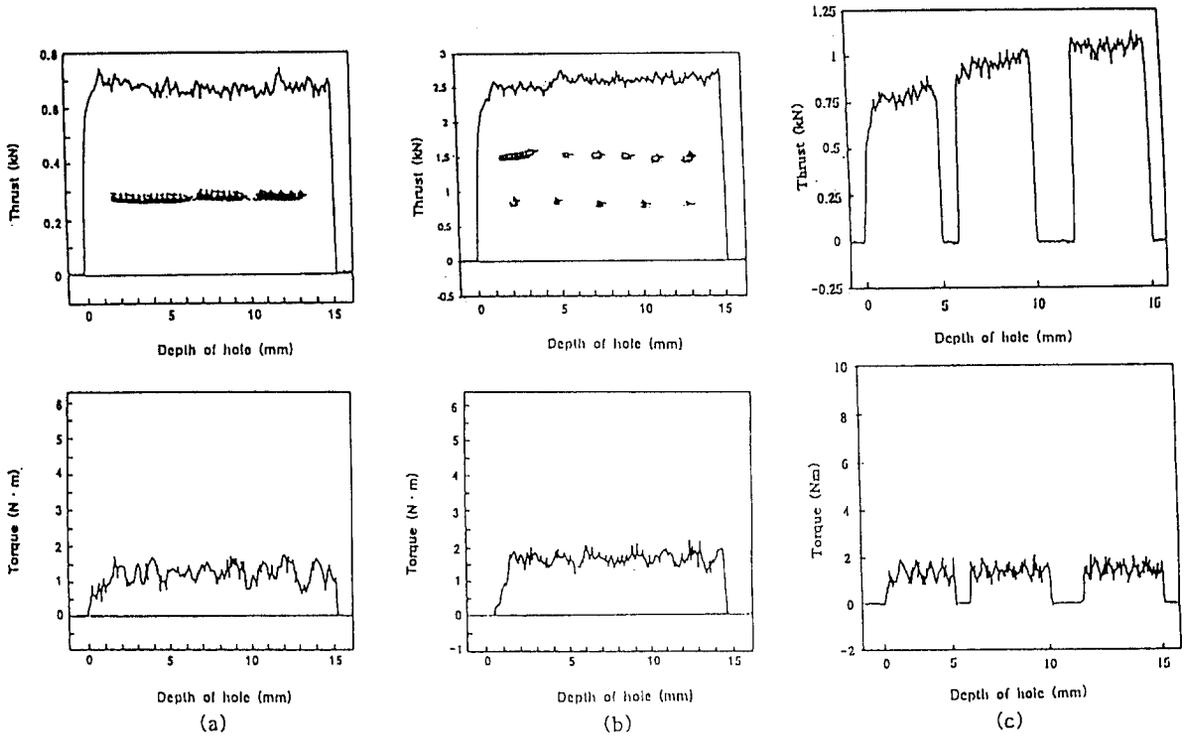 0.8
0.6
0.4
0.2
0
Thrust (kN)
0 5 10 15
Depth of hole (mm)
3
2.5
2
1.5
1
0.5
0
-0.5
Thrust (kN)
0 5 10 15
Depth of hole (mm)
1.25
1
0.75
0.5
0.25
0
-0.25
Thrust (kN)
0 5 10 15
Depth of hole (mm)
6
5
4
3
2
1
0
Torque (N · m)
0 5 10 15
Depth of hole (mm)
(a)
6
5
4
3
2
1
0
-1
Torque (N · m)
0 5 10 15
Depth of hole (mm)
(b)
10
8
6
4
2
0
-2
Torque (Nm)
0 5 10 15
Depth of hole (mm)
(c)